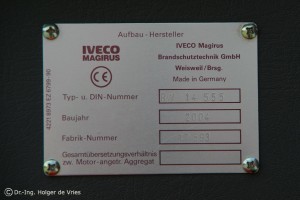 Aufbau - Hersteller
IVECO
MAGIRUS
IVECO Magirus
Brandschutztechnik GmbH
Weisweil/Brsg.
Made in Germany
CE
Typ- u. DIN-Nummer
Baujahr
Fabrik-Nummer
Gesamtübersetzungsverhältnis
zw. Motor-angetr. Aggregat
© Dr.-Ing. Holger de Vries